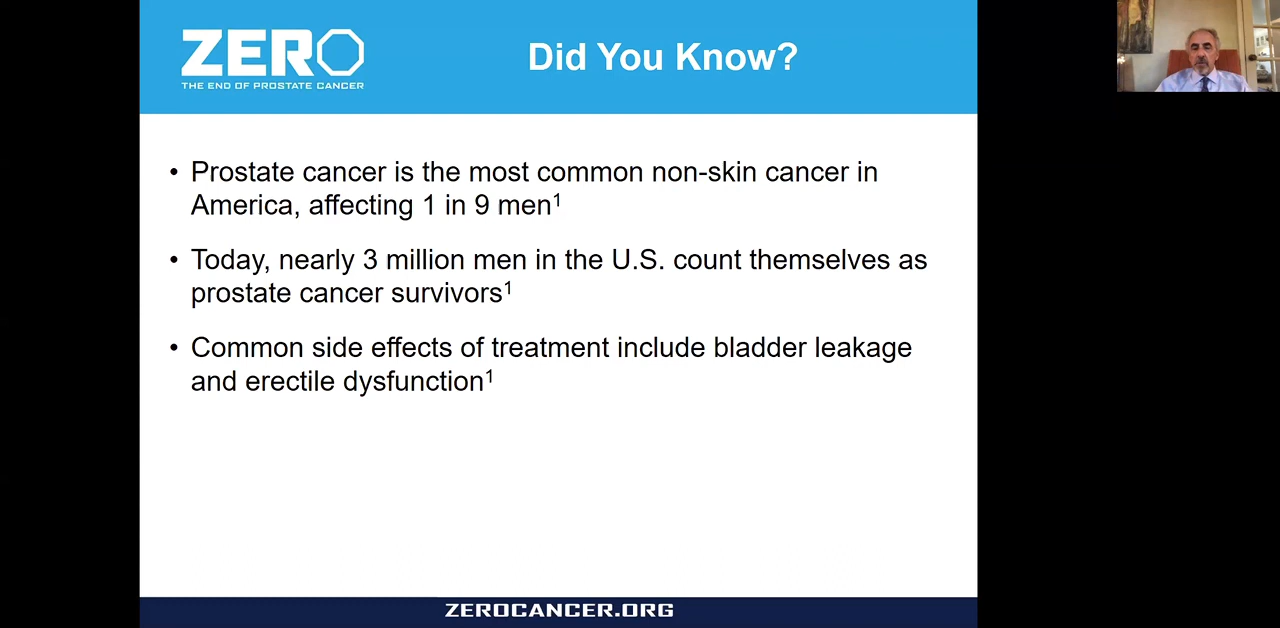 ZERO
THE END OF PROSTATE CANCER
Did You Know?
• Prostate cancer is the most common non-skin cancer in
America, affecting 1 in 9 men¹
• Today, nearly 3 million men in the U.S. count themselves as
prostate cancer survivors¹
• Common side effects of treatment include bladder leakage
and erectile dysfunction¹
ZEROCANCER.ORG